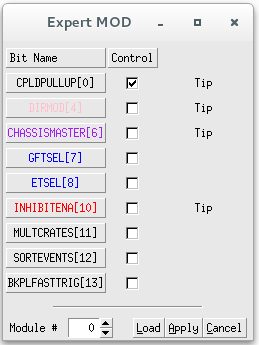 Expert MOD
Bit Name Control
CPLDPULLUP[0] Tip
DIRMOD[4] Tip
CHASSISMASTER[6] Tip
GFTSEL[7]
ETSEL[8]
INHIBITENA[10] Tip
MULTCRATES[11]
SORTEVENTS[12]
BKPLFASTTRIG[13]
Module # 0 Load Apply Cancel